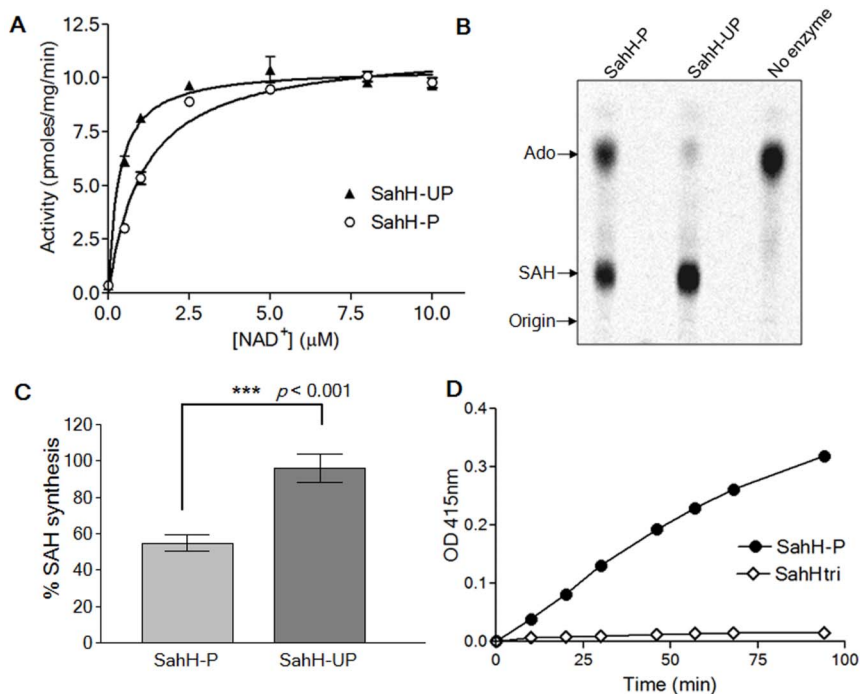 A
12.5
10.0
7.5
5.0
2.5
0.0
Activity (pmoles/mg/min)
SahH-UP
SahH-P
0.0 2.5 5.0 7.5 10.0
[NAD+] (μM)
B
SahH-P SahH-UP No enzyme
Ado
SAH
Origin
C
*** p < 0.001
120
100
80
60
40
20
0
% SAH synthesis
SahH-P SahH-UP
D
0.4
0.3
0.2
0.1
0.0
OD 415nm
SahH-P
SahHtri
0 25 50 75 100
Time (min)